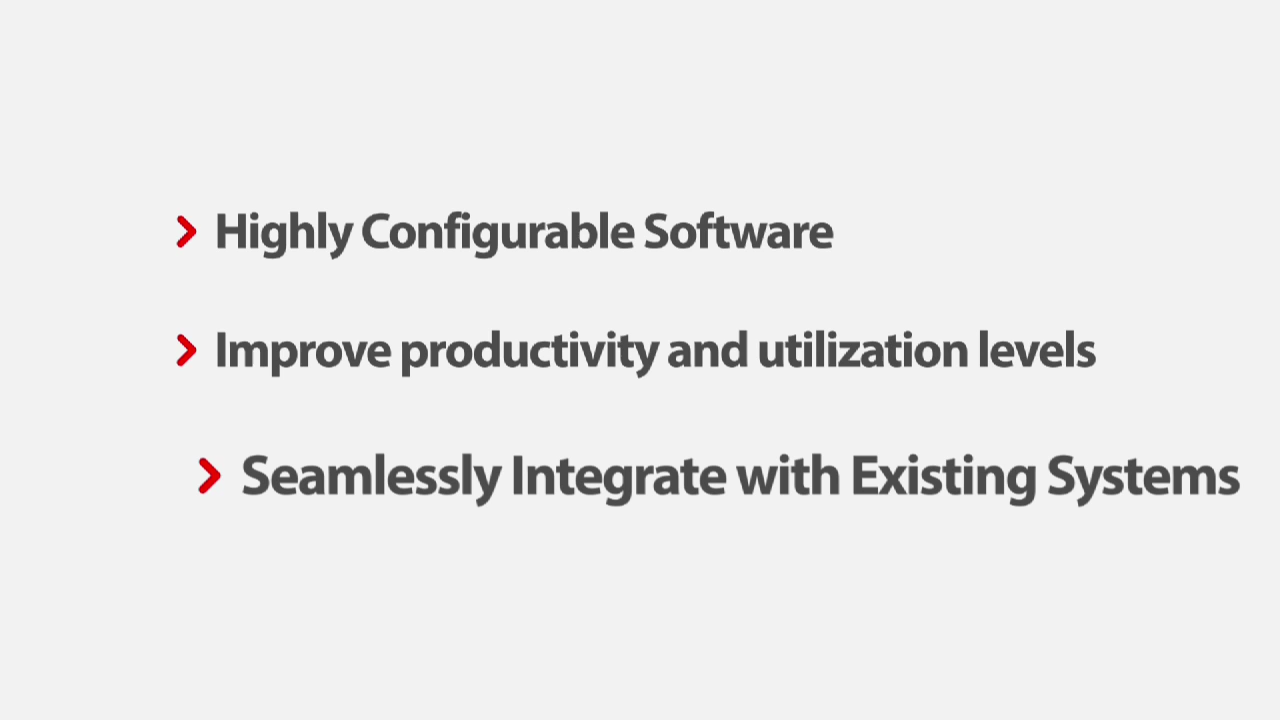 Highly Configurable Software
Improve productivity and utilization levels
Seamlessly Integrate with Existing Systems